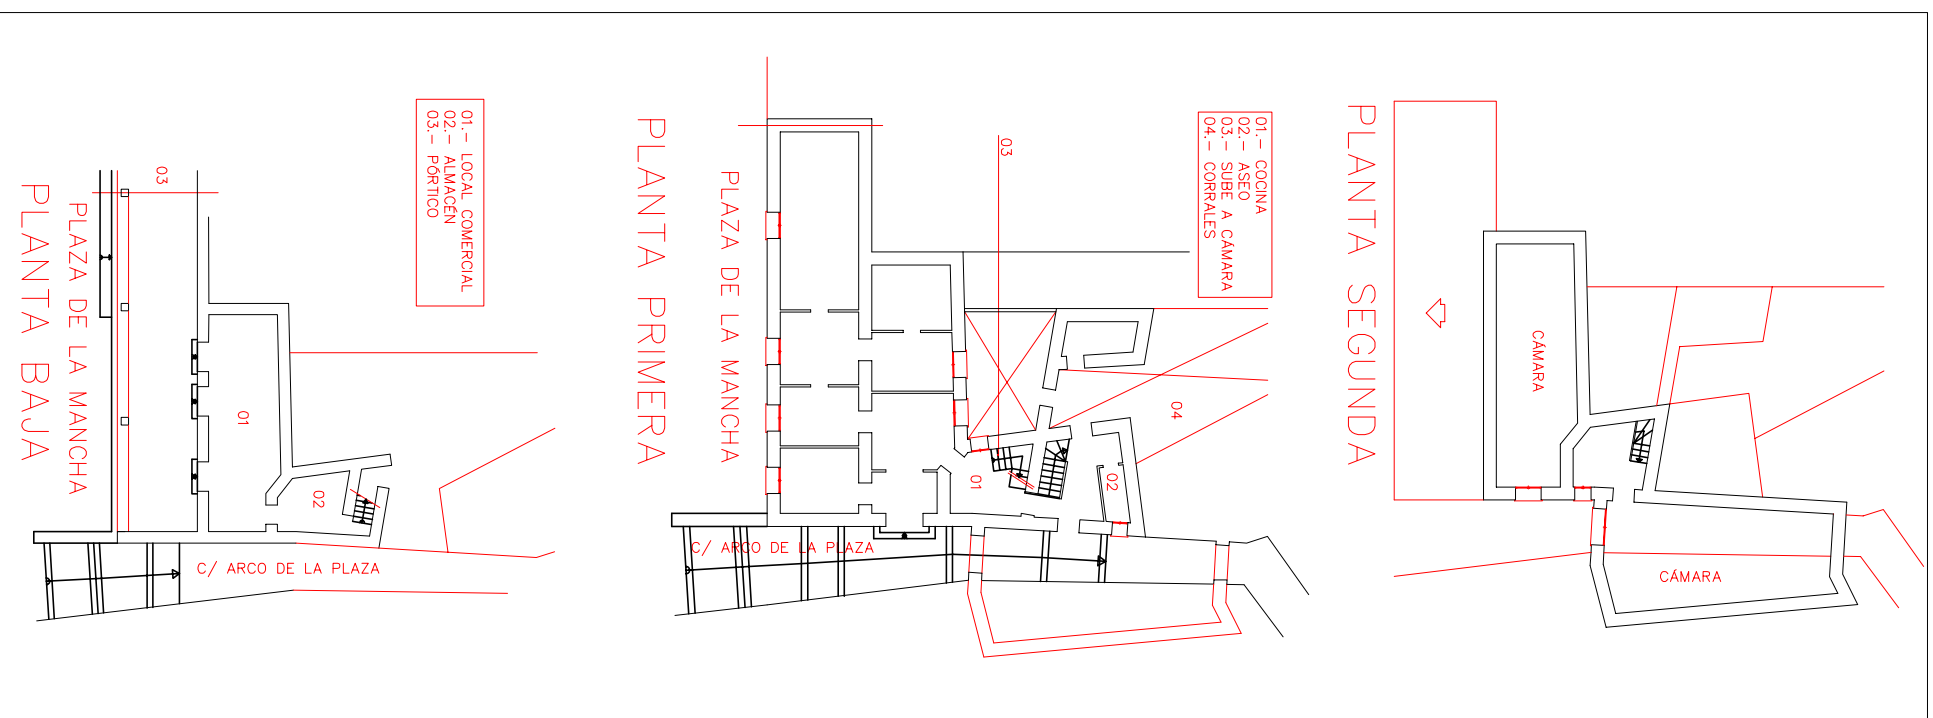 01.- LOCAL COMERCIAL
02.- ALMACÉN
03.- PÓRTICO
03
01
02
C/ ARCO DE LA PLAZA
PLAZA DE LA MANCHA
PLANTA BAJA
01.- COCINA
02.- ASEO
03.- SUBE A CÁMARA
04.- CORRALES
03
04
01
02
C/ ARCO DE LA PLAZA
PLAZA DE LA MANCHA
PLANTA PRIMERA
CÁMARA
CÁMARA
PLANTA SEGUNDA